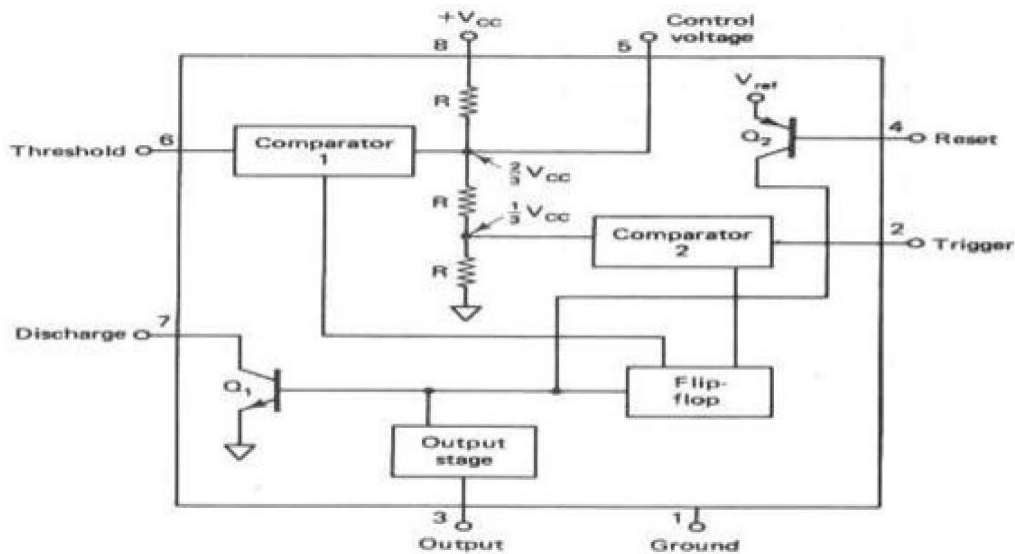 +VCC
8
Control
voltage
5
R
Vref
Threshold
6
Comparator
1
Q2
4
Reset
2/3 VCC
R
1/3 VCC
Comparator
2
2
Trigger
R
Discharge
7
Q1
Flip-
flop
Output
stage
3
Output
1
Ground